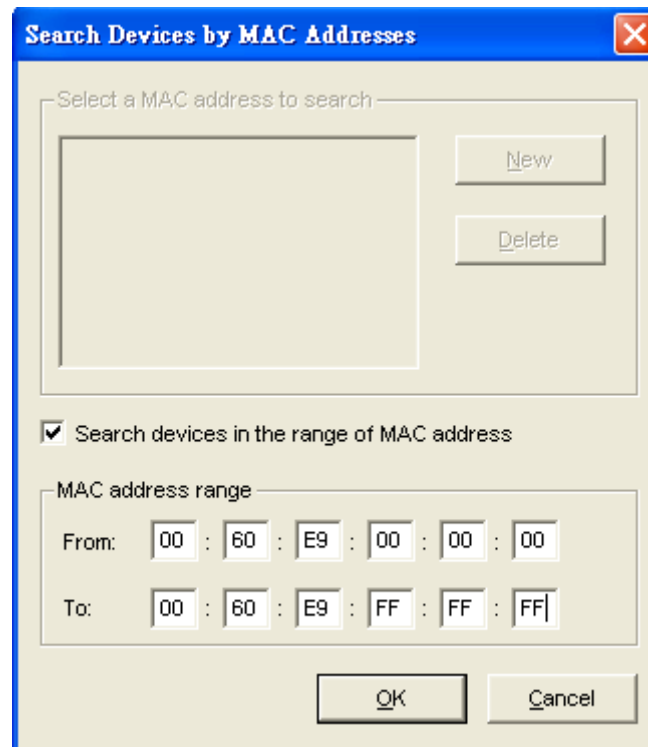 Search Devices by MAC Addresses
Select a MAC address to search
New
Delete
Search devices in the range of MAC address
MAC address range
From: 00 : 60 : E9 : 00 : 00 : 00
To: 00 : 60 : E9 : FF : FF : FF
OK Cancel